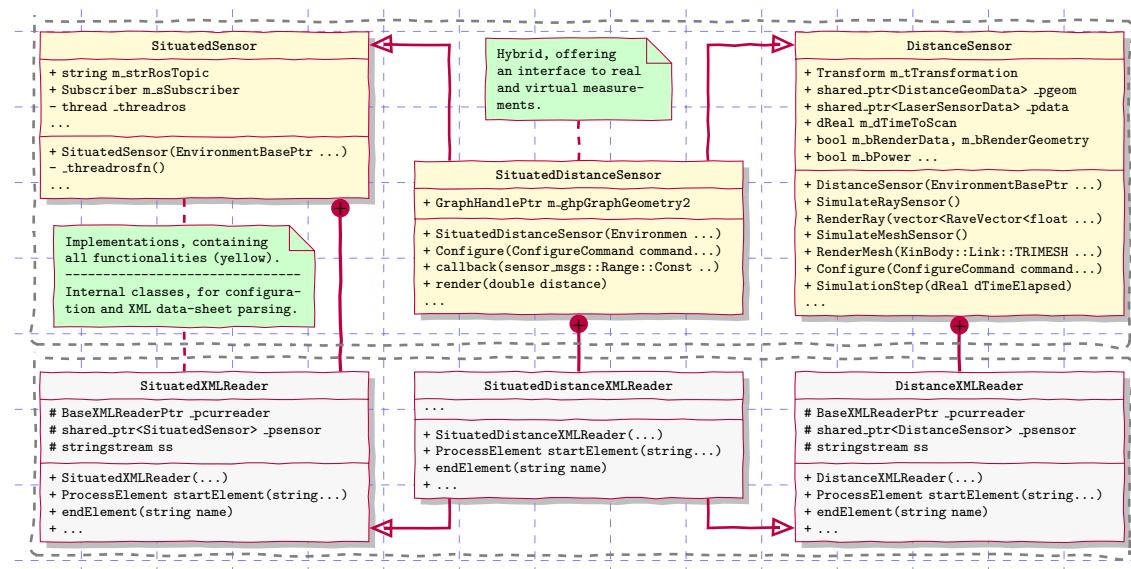 SituatedSensor
+ string m_strRosTopic
+ Subscriber m_sSubscriber
− thread _threadros
...
+ SituatedSensor(EnvironmentBasePtr ...)
− _threadrosfn()
...
Implementations, containing
all functionalities (yellow).
-------------------------------
Internal classes, for configura-
tion and XML data-sheet parsing.
Hybrid, offering
an interface to real
and virtual measure-
ments.
SituatedDistanceSensor
+ GraphHandlePtr m_ghpGraphGeometry2
+ SituatedDistanceSensor(Environmen ...)
+ Configure(ConfigureCommand command...)
+ callback(sensor_msgs::Range::Const ..)
+ render(double distance)
...
DistanceSensor
+ Transform m_tTransformation
+ shared_ptr<DistanceGeomData> _pgeom
+ shared_ptr<LaserSensorData> _pdata
+ dReal m_dTimeToScan
+ bool m_bRenderData, m_bRenderGeometry
+ bool m_bPower ...
+ DistanceSensor(EnvironmentBasePtr ...)
+ SimulateRaySensor()
+ RenderRay(vector<RaveVector<float ...)
+ SimulateMeshSensor()
+ RenderMesh(KinBody::Link::TRIMESH ...)
+ Configure(ConfigureCommand command...)
+ SimulationStep(dReal dTimeElapsed)
...
+
+
+
SituatedXMLReader
# BaseXMLReaderPtr _pcurreader
# shared_ptr<SituatedSensor> _psensor
# stringstream ss
+ SituatedXMLReader(...)
+ ProcessElement startElement(string...)
+ endElement(string name)
+ ...
SituatedDistanceXMLReader
...
+ SituatedDistanceXMLReader(...)
+ ProcessElement startElement(string...)
+ endElement(string name)
+ ...
DistanceXMLReader
# BaseXMLReaderPtr _pcurreader
# shared_ptr<DistanceSensor> _psensor
# stringstream ss
+ DistanceXMLReader(...)
+ ProcessElement startElement(string...)
+ endElement(string name)
+ ...